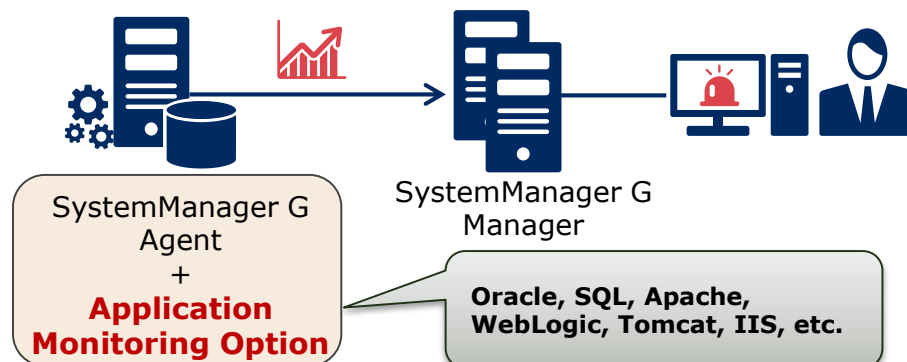 SystemManager G
Agent
+
Application
Monitoring Option
SystemManager G
Manager
Oracle, SQL, Apache,
WebLogic, Tomcat, IIS, etc.